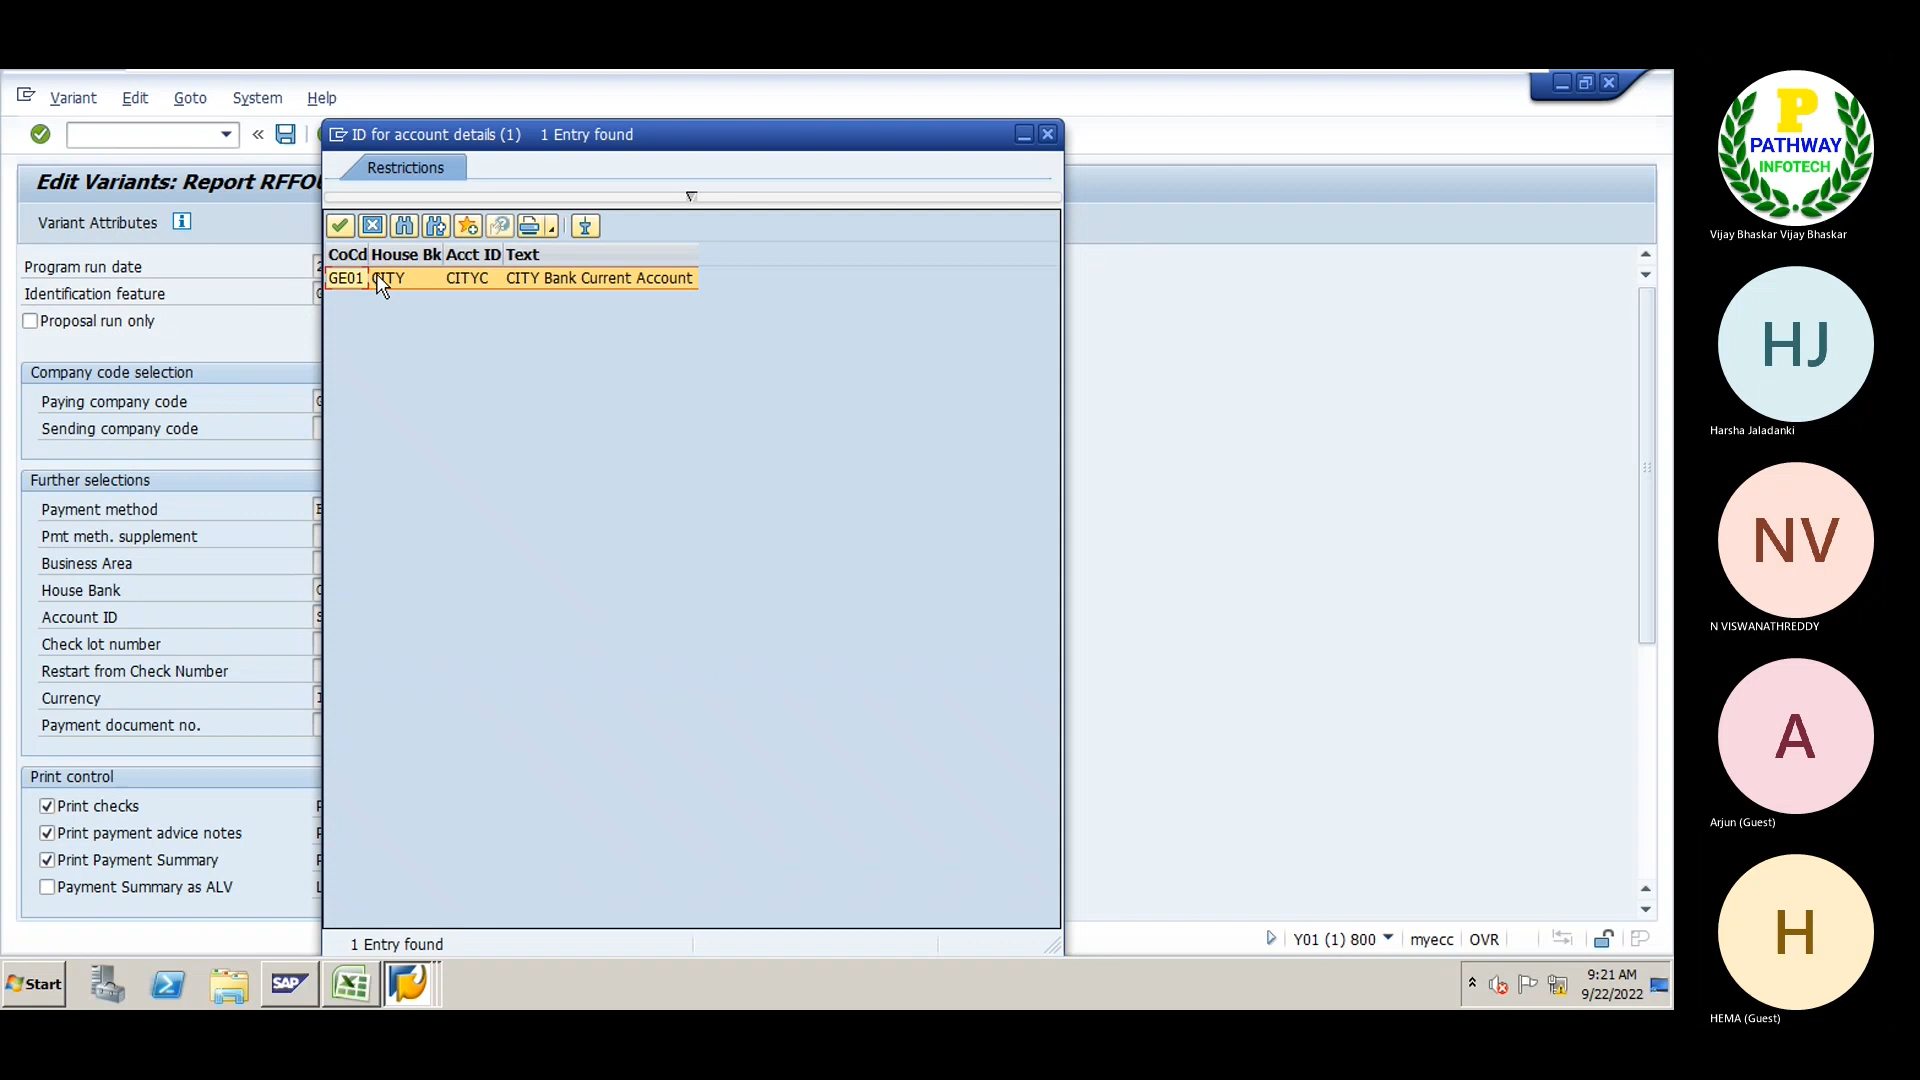 Variant Edit Goto System Help
Edit Variants: Report RFFO
Variant Attributes
Program run date
Identification feature
Proposal run only
Company code selection
Paying company code
Sending company code
Further selections
Payment method
Pmt meth. supplement
Business Area
House Bank
Account ID
Check lot number
Restart from Check Number
Currency
Payment document no.
Print control
Print checks
Print payment advice notes
Print Payment Summary
Payment Summary as ALV
ID for account details (1) 1 Entry found
Restrictions
CoCd House Bk Acct ID Text
GE01 CITY CITYC CITY Bank Current Account
1 Entry found
Y01 (1) 800 myecc OVR
Start
SAP
9:21 AM
9/22/2022
P
PATHWAY
INFOTECH
Vijay Bhaskar Vijay Bhaskar
HJ
Harsha Jaladanki
NV
N VISWANATHREDDY
A
Arjun (Guest)
H
HEMA (Guest)